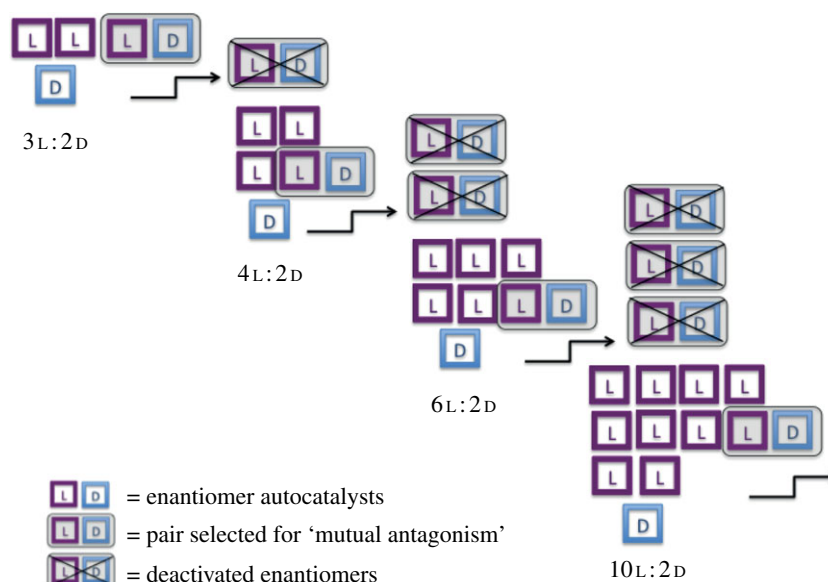 L L L D
D
3L:2D
L D
L L
L L D
D
4L:2D
L D
L D
L L L
L L L D
D
6L:2D
L D
L D
L D
L L L L
L L L L D
L L
D
10L:2D
L D = enantiomer autocatalysts
L D = pair selected for ‘mutual antagonism’
L D = deactivated enantiomers